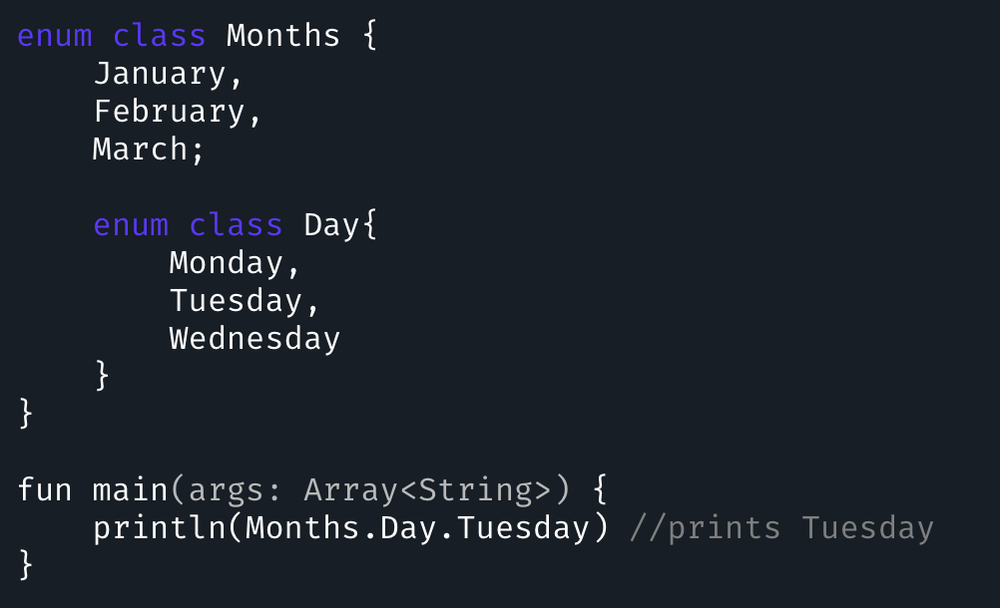 enum class Months {
    January,
    February,
    March;

    enum class Day{
        Monday,
        Tuesday,
        Wednesday
    }
}

fun main(args: Array<String>) {
    println(Months.Day.Tuesday) //prints Tuesday
}